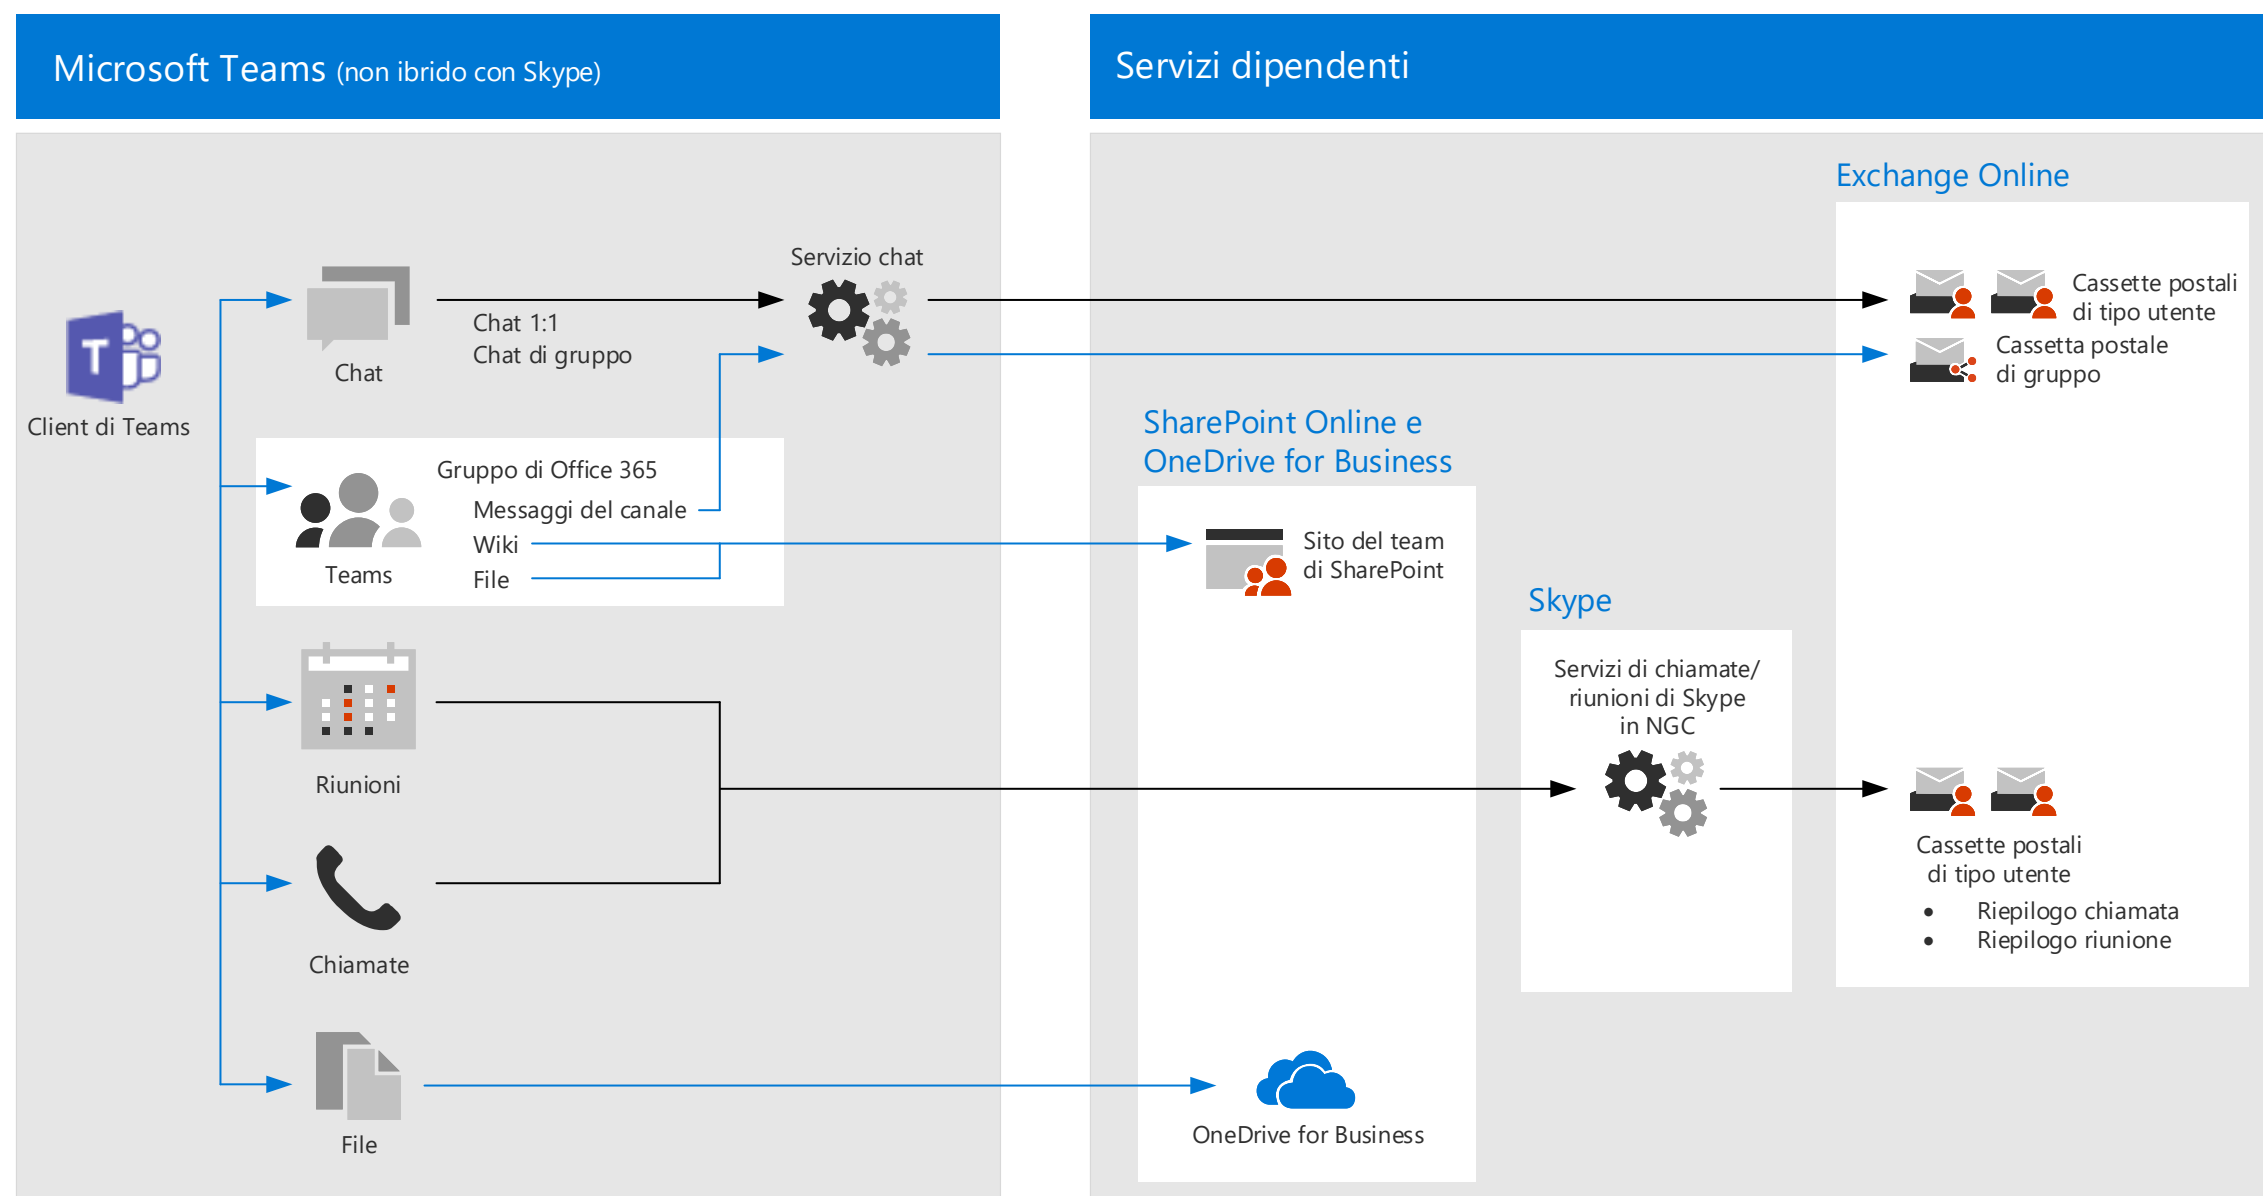 Microsoft Teams (non ibrido con Skype)
Servizi dipendenti
Exchange Online
Servizio chat
Cassette postali
di tipo utente
Chat 1:1
Chat di gruppo
Chat
Cassetta postale
di gruppo
T
Client di Teams
SharePoint Online e
OneDrive for Business
Gruppo di Office 365
Messaggi del canale
Wiki
File
Teams
Sito del team
di SharePoint
Skype
Servizi di chiamate/
riunioni di Skype
in NGC
Riunioni
Cassette postali
di tipo utente
• Riepilogo chiamata
• Riepilogo riunione
Chiamate
OneDrive for Business
File